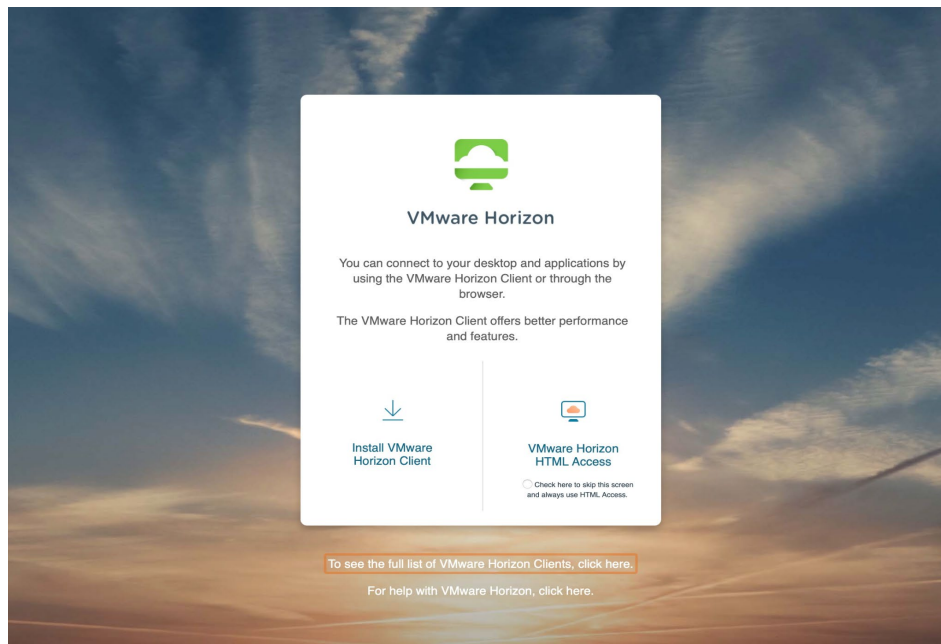 VMware Horizon
You can connect to your desktop and applications by
using the VMware Horizon Client or through the
browser.
The VMware Horizon Client offers better performance
and features.
Install VMware
Horizon Client
VMware Horizon
HTML Access
Check here to skip this screen
and always use HTML Access.
To see the full list of VMware Horizon Clients, click here.
For help with VMware Horizon, click here.